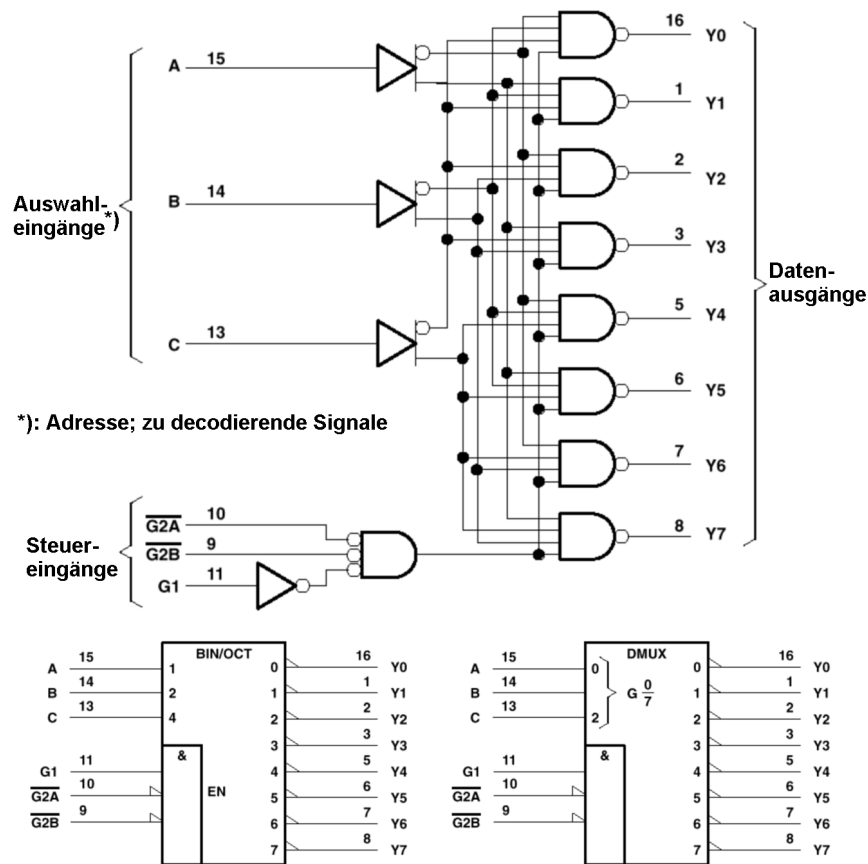 16
Y0
15
A
1
Y1
2
Y2
14
Auswahl-
B
eingänge*)
3
Y3
Daten-
ausgänge
5
Y4
13
C
6
Y5
*): Adresse; zu decodierende Signale
7
Y6
10
G2A
8
Y7
9
Steuer-
G2B
eingänge
11
G1
BIN/OCT
A 15 1 0 16 Y0
B 14 2 1 1 Y1
C 13 4 2 2 Y2
& 3 3 Y3
G1 11 4 5 Y4
G2A 10 EN 5 6 Y5
G2B 9 6 7 Y6
7 8 Y7
DMUX
A 15 0 0 16 Y0
B 14 G 0/7 1 1 Y1
C 13 2 2 2 Y2
& 3 3 Y3
G1 11 4 5 Y4
G2A 10 5 6 Y5
G2B 9 6 7 Y6
7 8 Y7